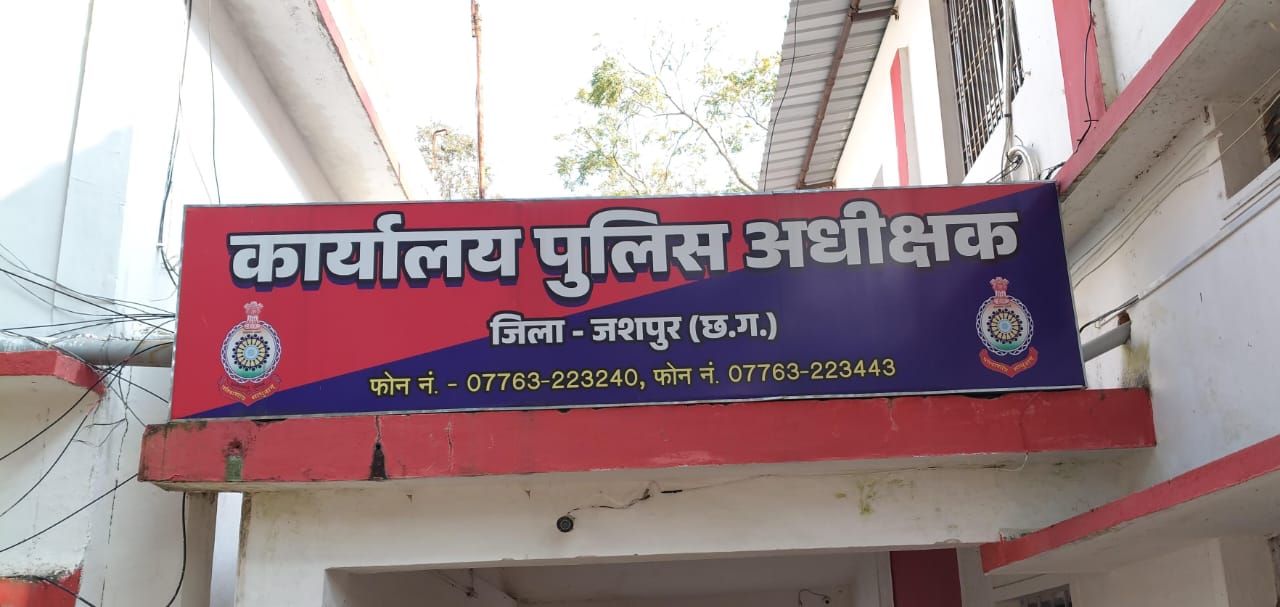 कार्यालय पुलिस अधीक्षक
जिला - जशपुर (छ.ग.)
फोन नं. - 07763-223240, फोन नं. 07763-223443